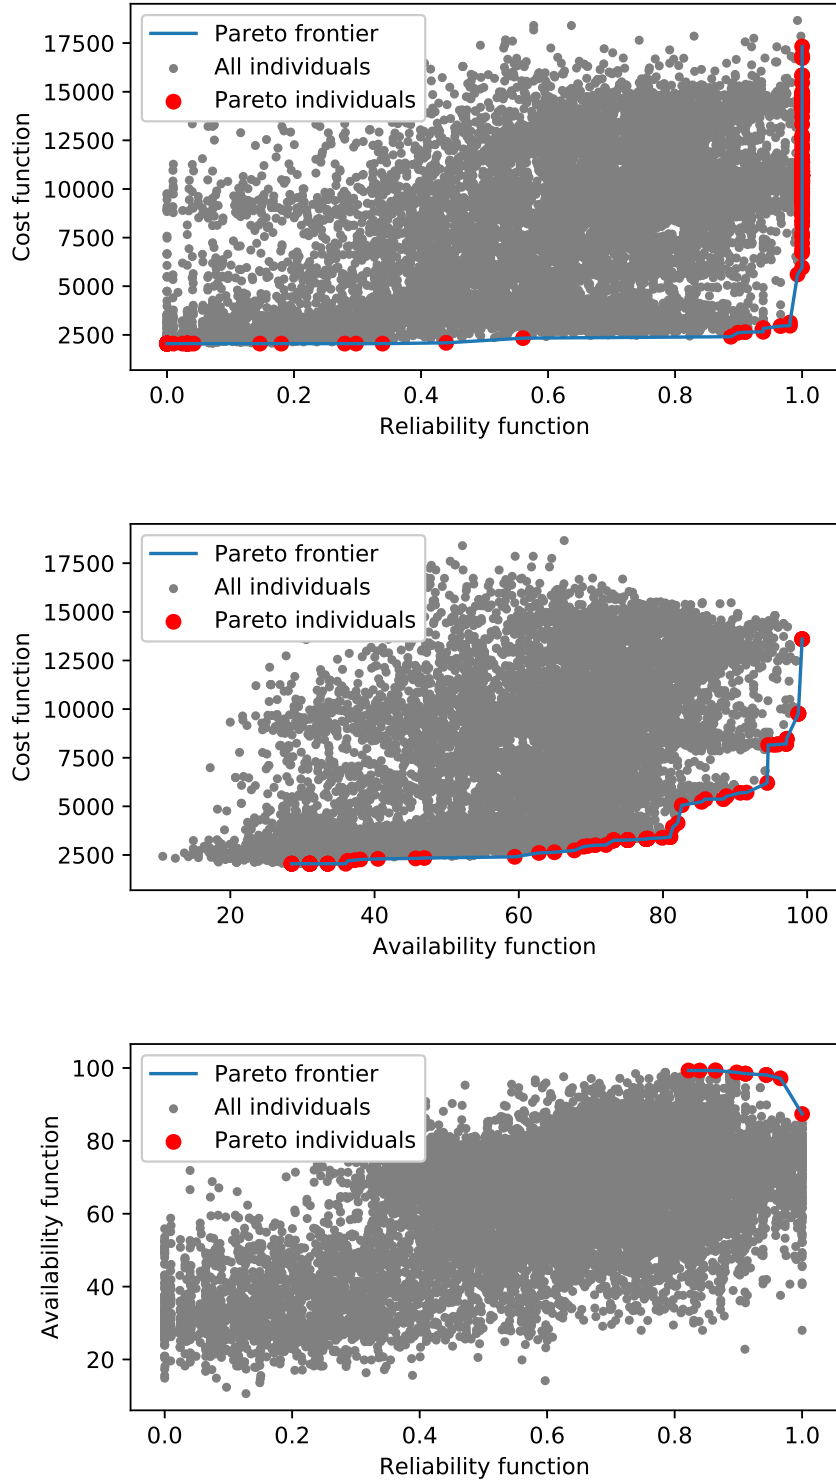 Pareto frontier
All individuals
Pareto individuals
17500
15000
12500
10000
7500
5000
2500
Cost function
0.0 0.2 0.4 0.6 0.8 1.0
Reliability function
Pareto frontier
All individuals
Pareto individuals
17500
15000
12500
10000
7500
5000
2500
Cost function
20 40 60 80 100
Availability function
Pareto frontier
All individuals
Pareto individuals
100
80
60
40
20
Availability function
0.0 0.2 0.4 0.6 0.8 1.0
Reliability function